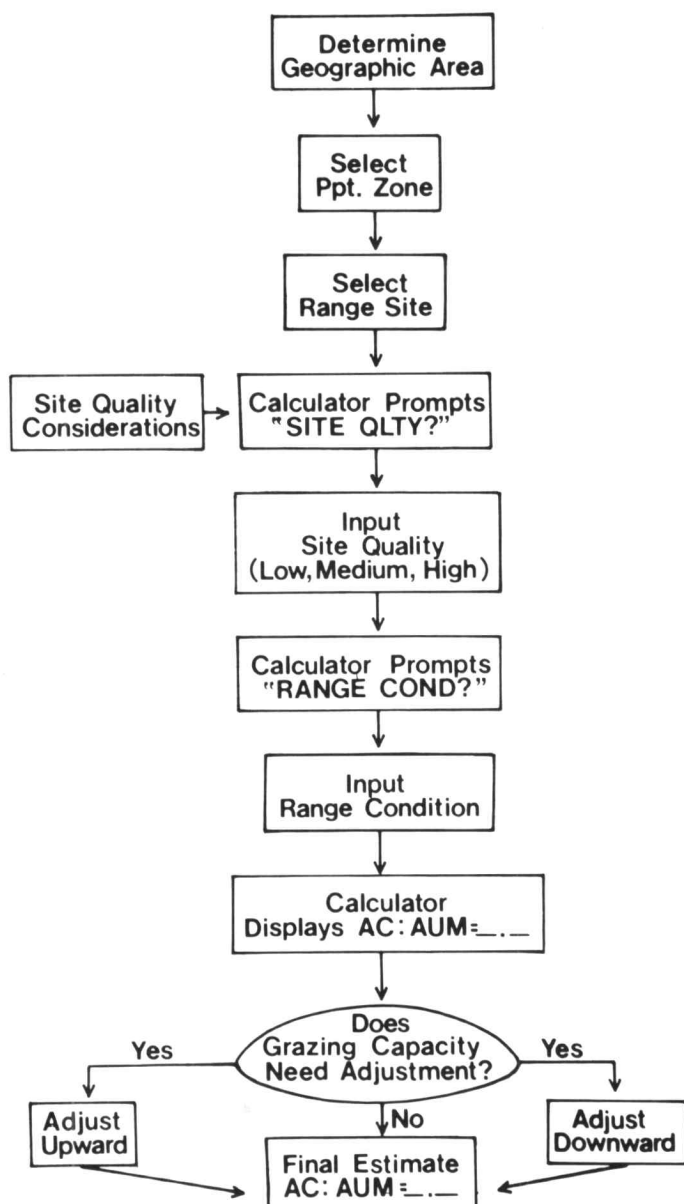 Determine
Geographic Area
Select
Ppt. Zone
Select
Range Site
Site Quality
Considerations
Calculator Prompts
"SITE QLTY?"
Input
Site Quality
(Low, Medium, High)
Calculator Prompts
"RANGE COND?"
Input
Range Condition
Calculator
Displays AC: AUM=_._
Does
Grazing Capacity
Need Adjustment?
Yes
Yes
No
Adjust
Upward
Adjust
Downward
Final Estimate
AC: AUM=_._